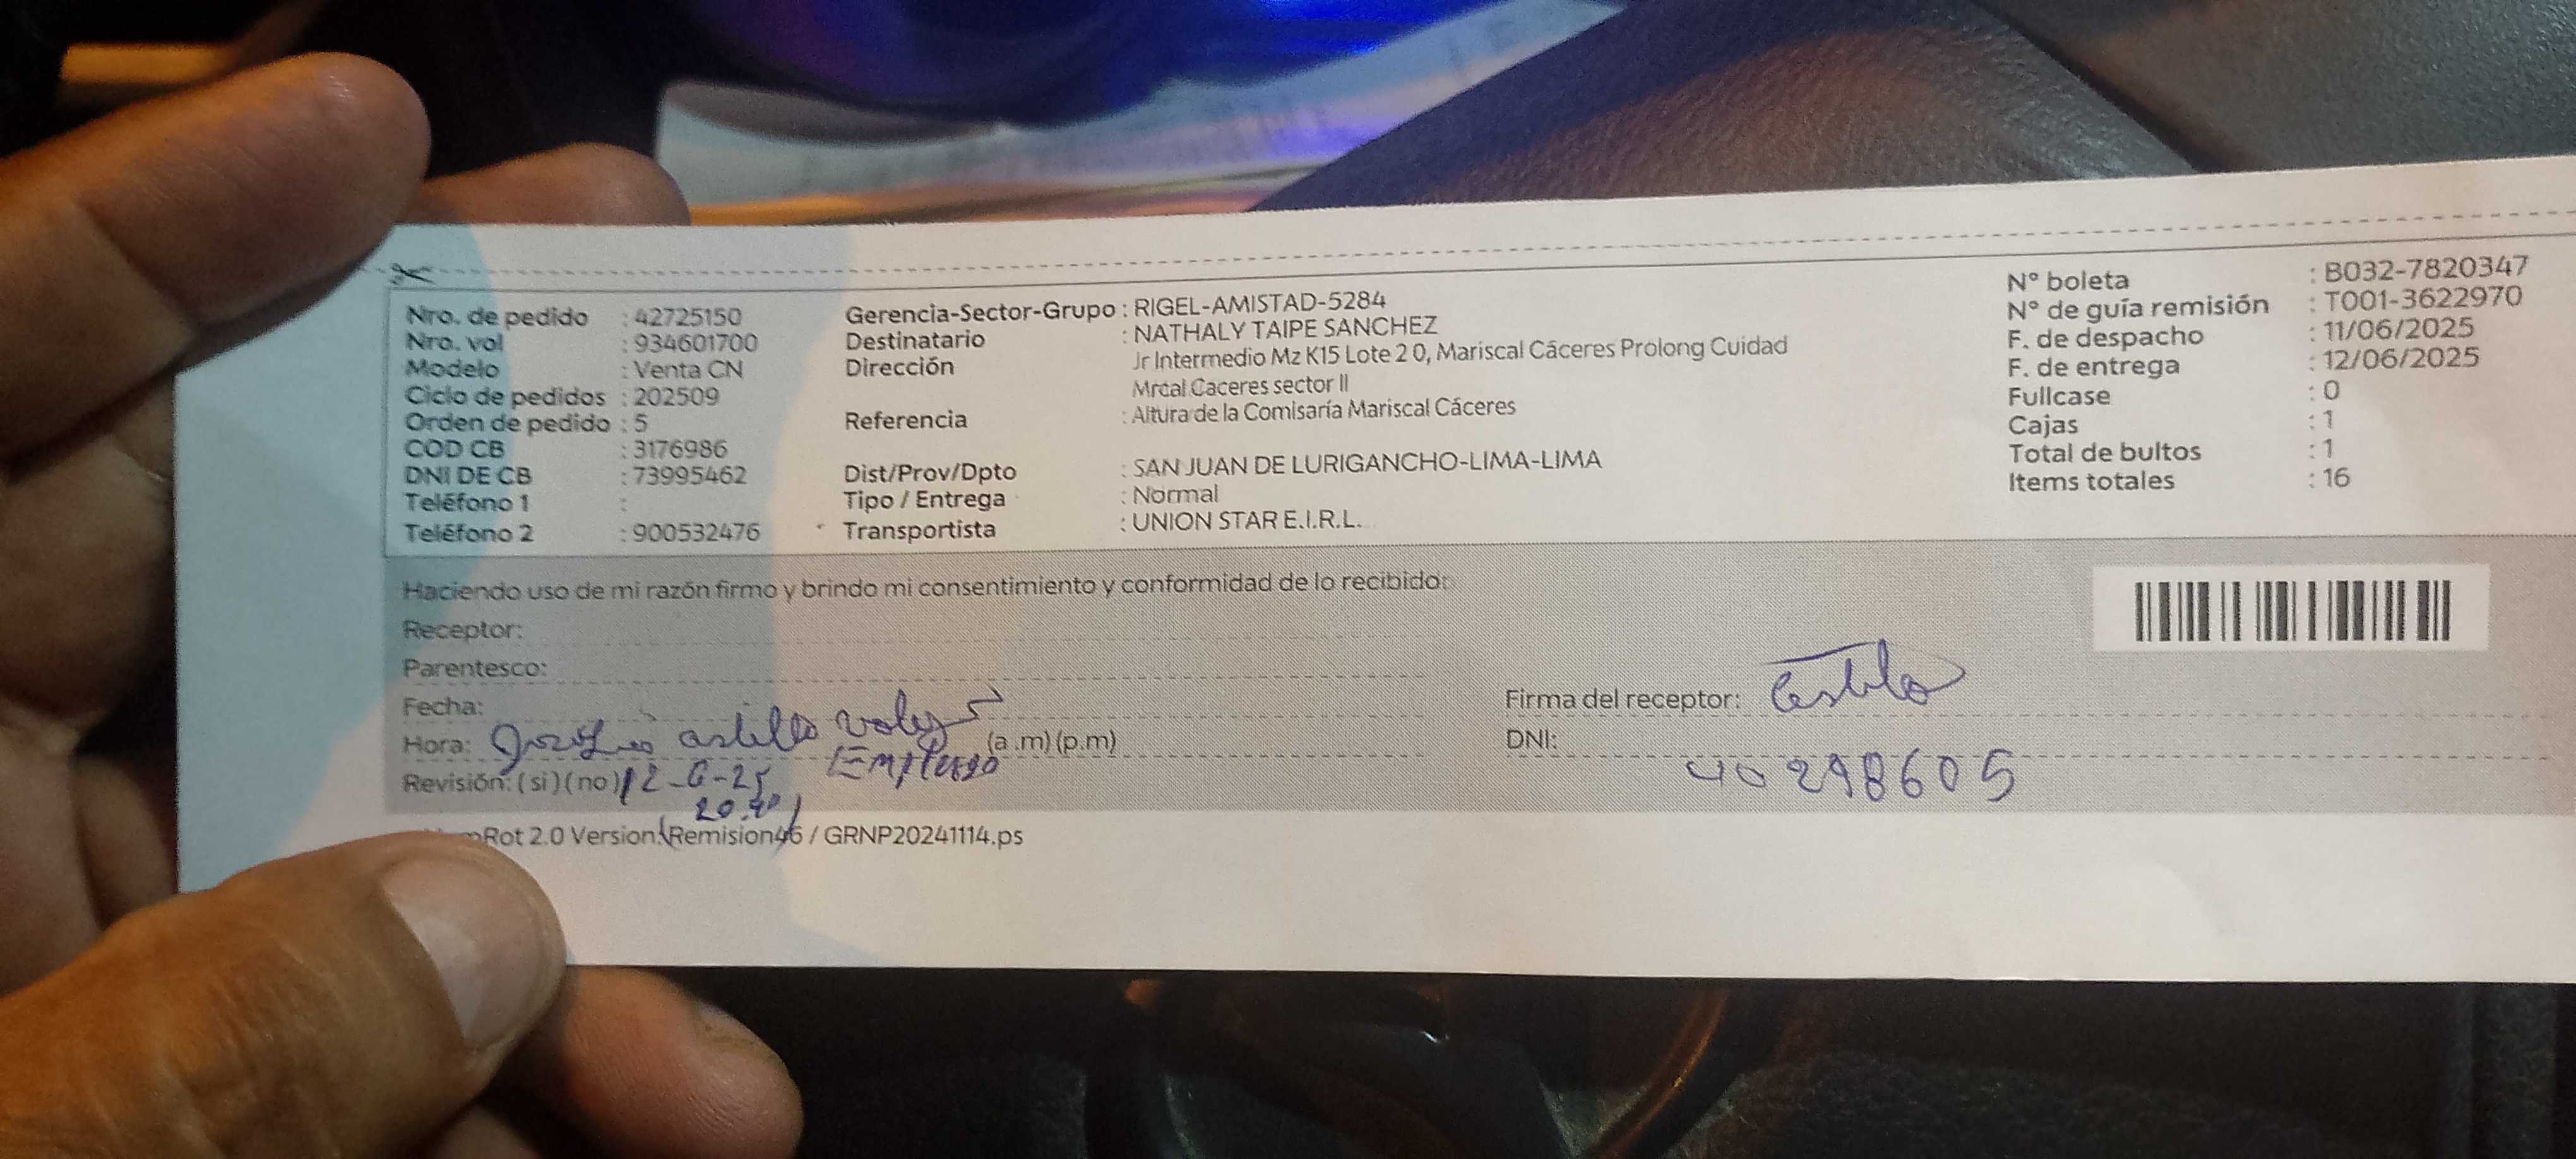 Nro. de pedido : 42725150
Nro. vol : 934601700
Modelo : Venta CN
Ciclo de pedidos : 202509
Orden de pedido : 5
COD CB : 3176986
DNI DE CB : 73995462
Teléfono 1 :
Teléfono 2 : 900532476
Gerencia-Sector-Grupo : RIGEL-AMISTAD-5284
Destinatario : NATHALY TAIPE SANCHEZ
Dirección Jr Intermedio Mz K15 Lote 2 0, Mariscal Cáceres Prolong Cuidad
Mrcal Caceres sector II
Referencia : Altura de la Comisaría Mariscal Cáceres
Dist/Prov/Dpto : SAN JUAN DE LURIGANCHO-LIMA-LIMA
Tipo / Entrega : Normal
Transportista : UNION STAR E.I.R.L.
N° boleta : B032-7820347
N° de guía remisión : T001-3622970
F. de despacho : 11/06/2025
F. de entrega : 12/06/2025
Fullcase : 0
Cajas : 1
Total de bultos : 1
Items totales : 16
Haciendo uso de mi razón firmo y brindo mi consentimiento y conformidad de lo recibido:
Receptor:
Parentesco:
Fecha:
Hora: (a.m) (p.m)
Revisión: (si) (no) 12-6-25
Firma del receptor:
DNI:
40298605
Rot 2.0 Version:\Remision46 / GRNP20241114.ps